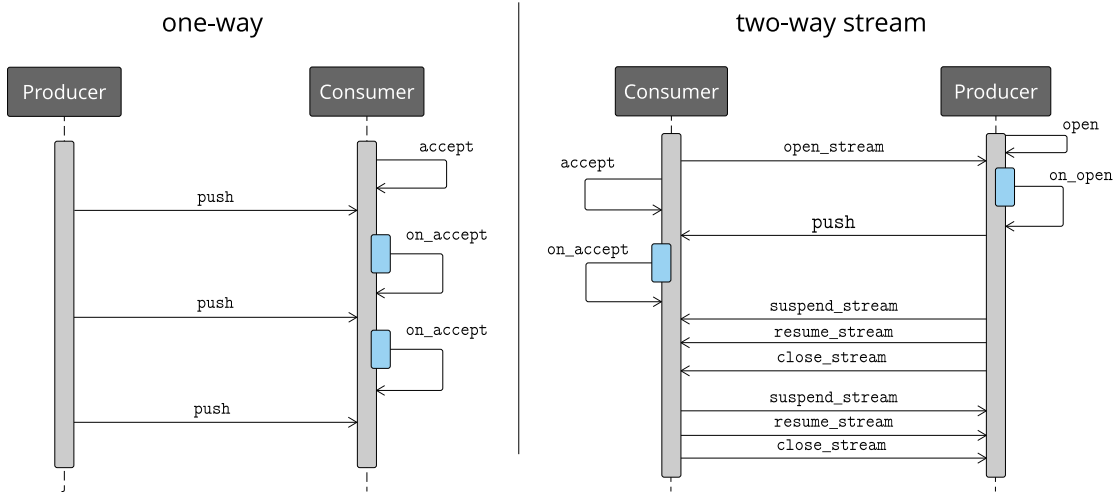 one-way
Producer
Consumer
accept
push
on_accept
push
on_accept
push
two-way stream
Consumer
Producer
open
open_stream
accept
on_open
push
on_accept
suspend_stream
resume_stream
close_stream
suspend_stream
resume_stream
close_stream